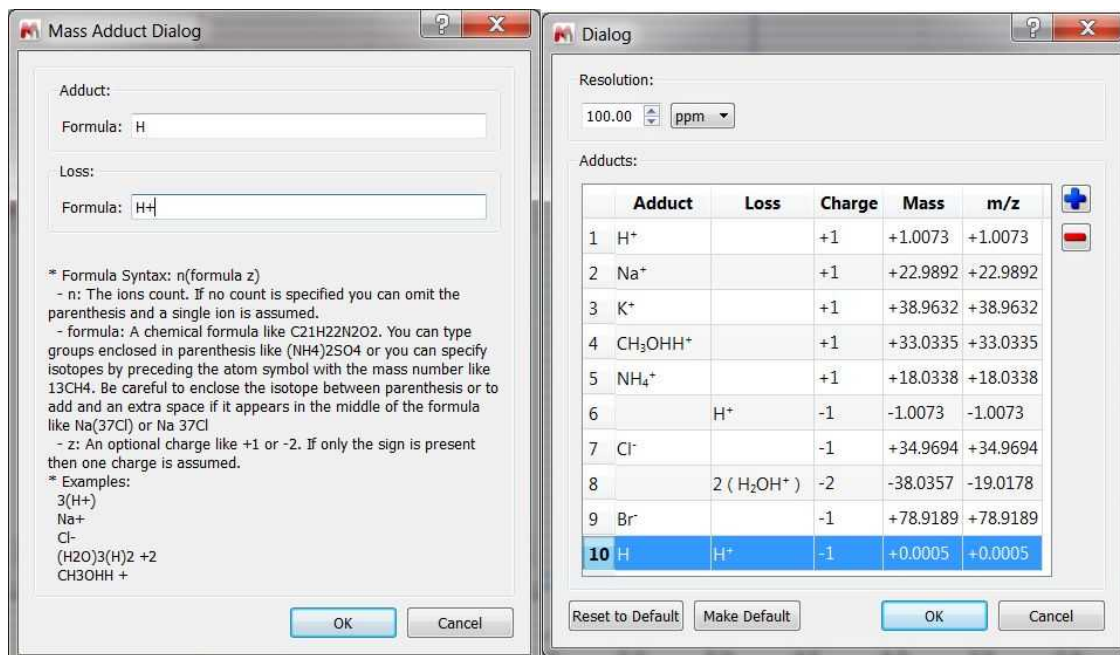 Mass Adduct Dialog
Adduct:
Formula: H
Loss:
Formula: H+
* Formula Syntax: n(formula z)
- n: The ions count. If no count is specified you can omit the
parenthesis and a single ion is assumed.
- formula: A chemical formula like C21H22N2O2. You can type
groups enclosed in parenthesis like (NH4)2SO4 or you can specify
isotopes by preceding the atom symbol with the mass number like
13CH4. Be careful to enclose the isotope between parenthesis or to
add and an extra space if it appears in the middle of the formula
like Na(37Cl) or Na 37Cl
- z: An optional charge like +1 or -2. If only the sign is present
then one charge is assumed.
* Examples:
3(H+)
Na+
Cl-
(H2O)3(H)2 +2
CH3OHH +
OK Cancel
Dialog
Resolution:
100.00 ppm
Adducts:
Adduct Loss Charge Mass m/z
1 H⁺ +1 +1.0073 +1.0073
2 Na⁺ +1 +22.9892 +22.9892
3 K⁺ +1 +38.9632 +38.9632
4 CH₃OHH⁺ +1 +33.0335 +33.0335
5 NH₄⁺ +1 +18.0338 +18.0338
6 H⁺ -1 -1.0073 -1.0073
7 Cl⁻ -1 +34.9694 +34.9694
8 2 ( H₂OH⁺ ) -2 -38.0357 -19.0178
9 Br⁻ -1 +78.9189 +78.9189
10 H H⁺ -1 +0.0005 +0.0005
Reset to Default Make Default OK Cancel